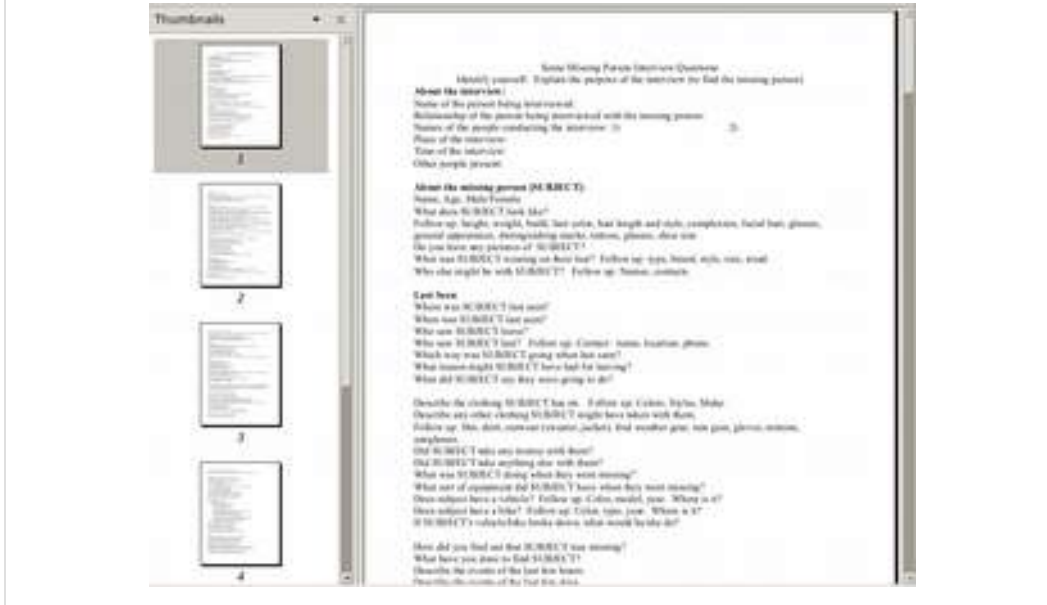 Thumbnails
1
2
3
4
Some Missing Person Interview Questions
Identify yourself. Explain the purpose of the interview (to find the missing person)
About the interview:
Name of the person being interviewed:
Relationship of the person being interviewed with the missing person:
Names of the people conducting the interview: 1) 2)
Place of the interview:
Time of the interview:
Other people present:
About the missing person (SUBJECT)
Name, Age, Male/Female
What does SUBJECT look like?
Follow up: height, weight, build, hair color, hair length and style, complexion, facial hair, glasses,
general appearance, distinguishing marks, tattoos, glasses, shoe size
Do you have any pictures of SUBJECT?
What was SUBJECT wearing on their feet? Follow up: type, brand, style, size, tread
Who else might be with SUBJECT? Follow up: Names, contacts
Last Seen
Where was SUBJECT last seen?
When was SUBJECT last seen?
Who saw SUBJECT leave?
Who saw SUBJECT last? Follow up: Contact: name, location, phone
Which way was SUBJECT going when last seen?
What reason might SUBJECT have had for leaving?
What did SUBJECT say they were going to do?
Describe the clothing SUBJECT has on. Follow up: Colors, Styles, Make
Describe any other clothing SUBJECT might have taken with them.
Follow up: Hat, shirt, outerwear (sweater, jacket), foul weather gear, rain gear, gloves, mittens,
sunglasses
Did SUBJECT take any money with them?
Did SUBJECT take anything else with them?
What was SUBJECT doing when they went missing?
What sort of equipment did SUBJECT have when they went missing?
Does subject have a vehicle? Follow up: Color, model, year. Where is it?
Does subject have a bike? Follow up: Color, type, year. Where is it?
If SUBJECT's vehicle/bike broke down, what would he/she do?
How did you find out that SUBJECT was missing?
What have you done to find SUBJECT?
Describe the events of the last few hours.
Describe the events of the last few days.